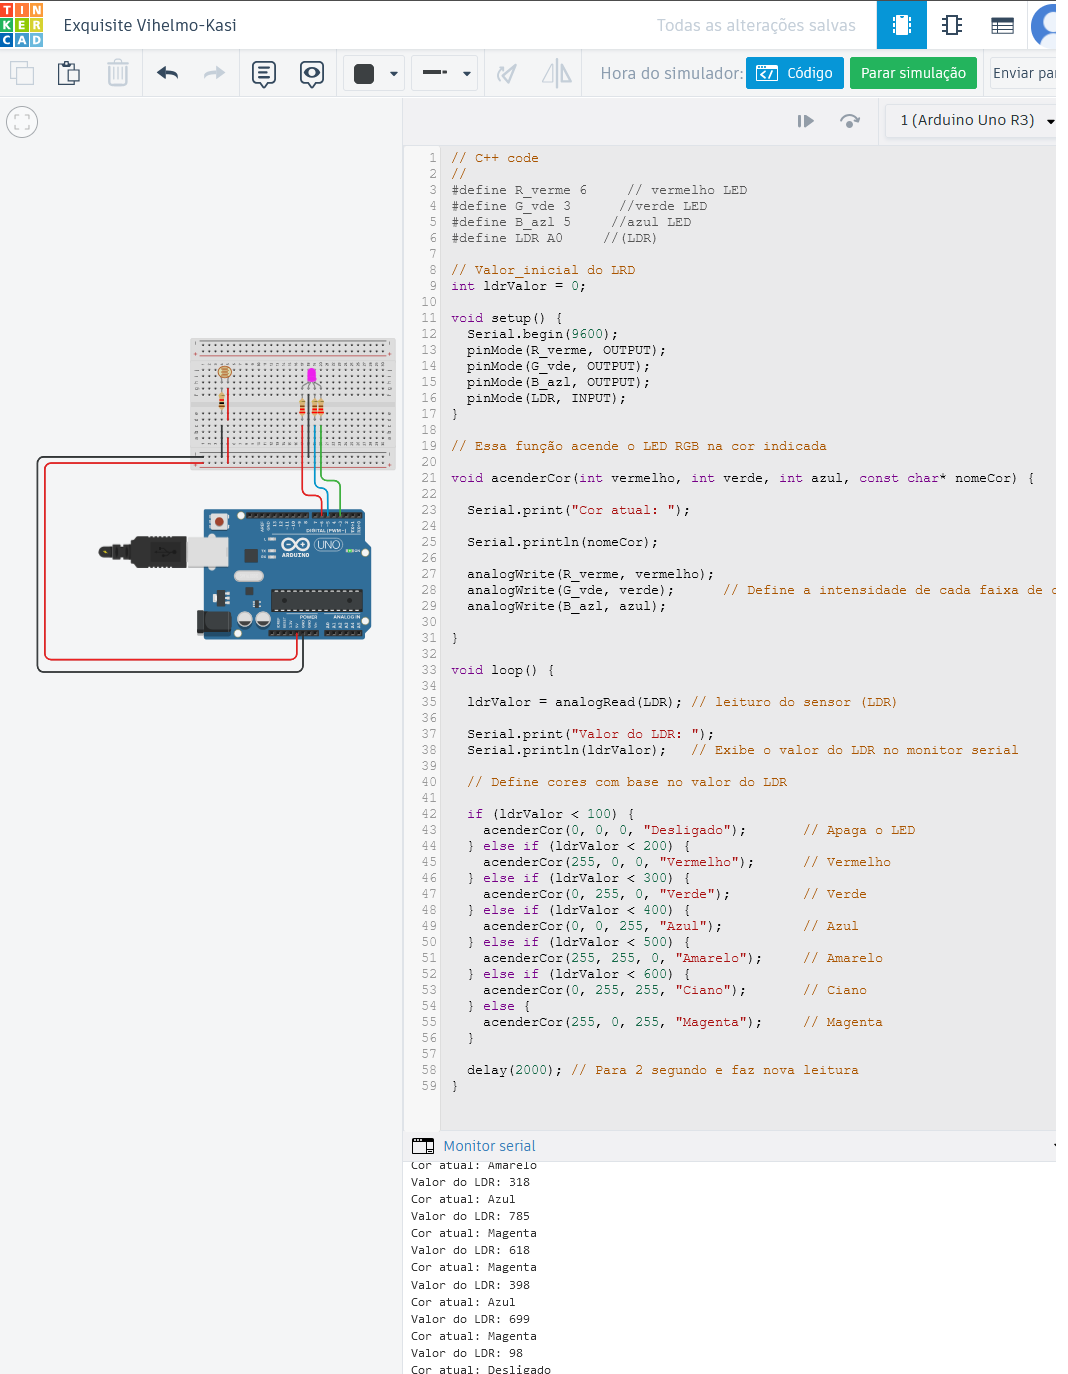 TIN
KER
CAD
Exquisite Vihelmo-Kasi
Todas as alterações salvas
Hora do simulador:
Código
Parar simulação
Enviar pa
1 (Arduino Uno R3)
1 // C++ code
2 //
3 #define R_verme 6     // vermelho LED
4 #define G_vde 3      //verde LED
5 #define B_azl 5     //azul LED
6 #define LDR A0     //(LDR)
7
8 // Valor inicial do LRD
9 int ldrValor = 0;
10
11 void setup() {
12   Serial.begin(9600);
13   pinMode(R_verme, OUTPUT);
14   pinMode(G_vde, OUTPUT);
15   pinMode(B_azl, OUTPUT);
16   pinMode(LDR, INPUT);
17 }
18
19 // Essa função acende o LED RGB na cor indicada
20
21 void acenderCor(int vermelho, int verde, int azul, const char* nomeCor) {
22
23   Serial.print("Cor atual: ");
24
25   Serial.println(nomeCor);
26
27   analogWrite(R_verme, vermelho);
28   analogWrite(G_vde, verde);      // Define a intensidade de cada faixa de c
29   analogWrite(B_azl, azul);
30
31 }
32
33 void loop() {
34
35   ldrValor = analogRead(LDR); // leituro do sensor (LDR)
36
37   Serial.print("Valor do LDR: ");
38   Serial.println(ldrValor);   // Exibe o valor do LDR no monitor serial
39
40   // Define cores com base no valor do LDR
41
42   if (ldrValor < 100) {
43     acenderCor(0, 0, 0, "Desligado");       // Apaga o LED
44   } else if (ldrValor < 200) {
45     acenderCor(255, 0, 0, "Vermelho");      // Vermelho
46   } else if (ldrValor < 300) {
47     acenderCor(0, 255, 0, "Verde");         // Verde
48   } else if (ldrValor < 400) {
49     acenderCor(0, 0, 255, "Azul");          // Azul
50   } else if (ldrValor < 500) {
51     acenderCor(255, 255, 0, "Amarelo");     // Amarelo
52   } else if (ldrValor < 600) {
53     acenderCor(0, 255, 255, "Ciano");       // Ciano
54   } else {
55     acenderCor(255, 0, 255, "Magenta");     // Magenta
56   }
57
58   delay(2000); // Para 2 segundo e faz nova leitura
59 }
DIGITAL (PWM~)
UNO
ARDUINO
POWER
ANALOG IN
Monitor serial
Cor atual: Amarelo
Valor do LDR: 318
Cor atual: Azul
Valor do LDR: 785
Cor atual: Magenta
Valor do LDR: 618
Cor atual: Magenta
Valor do LDR: 398
Cor atual: Azul
Valor do LDR: 699
Cor atual: Magenta
Valor do LDR: 98
Cor atual: Desligado